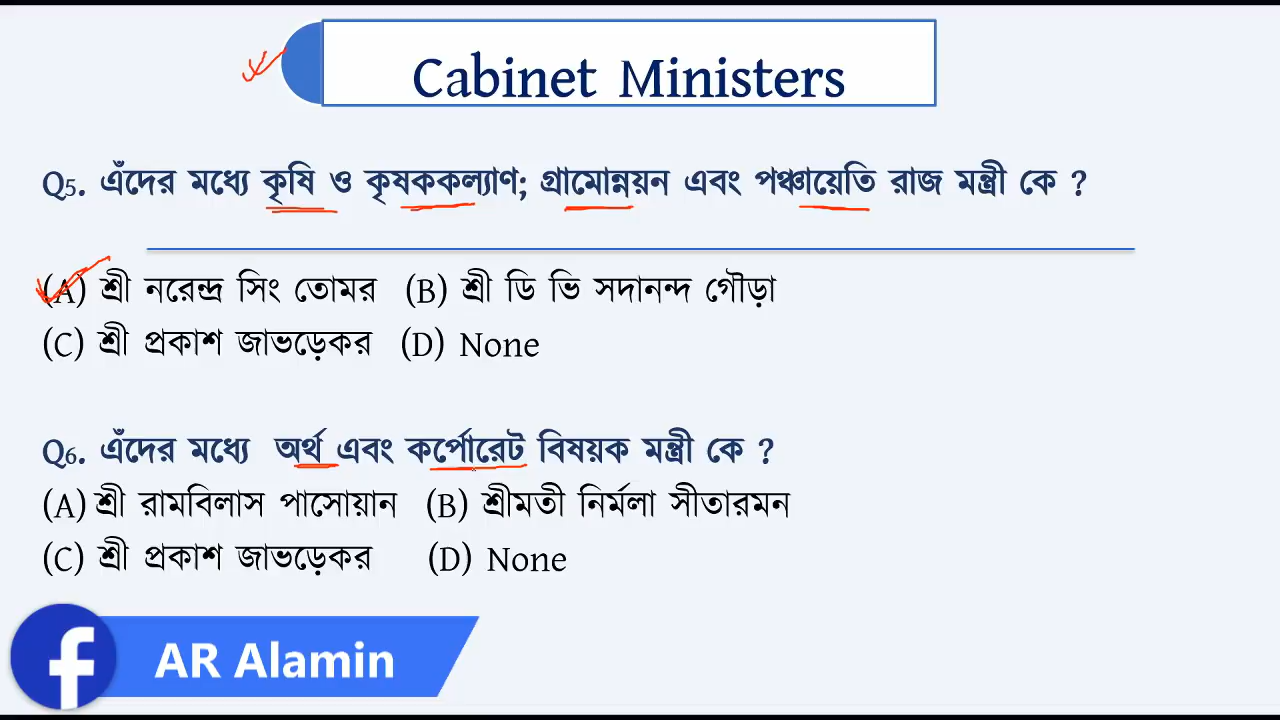 Cabinet Ministers
Q5. এঁদের মধ্যে কৃষি ও কৃষককল্যাণ; গ্রামোন্নয়ন এবং পঞ্চায়েতি রাজ মন্ত্রী কে ?
(A) শ্রী নরেন্দ্র সিং তোমর (B) শ্রী ডি ভি সদানন্দ গৌড়া
(C) শ্রী প্রকাশ জাভড়েকর (D) None
Q6. এঁদের মধ্যে অর্থ এবং কর্পোরেট বিষয়ক মন্ত্রী কে ?
(A) শ্রী রামবিলাস পাসোয়ান (B) শ্রীমতী নির্মলা সীতারমন
(C) শ্রী প্রকাশ জাভড়েকর (D) None
AR Alamin